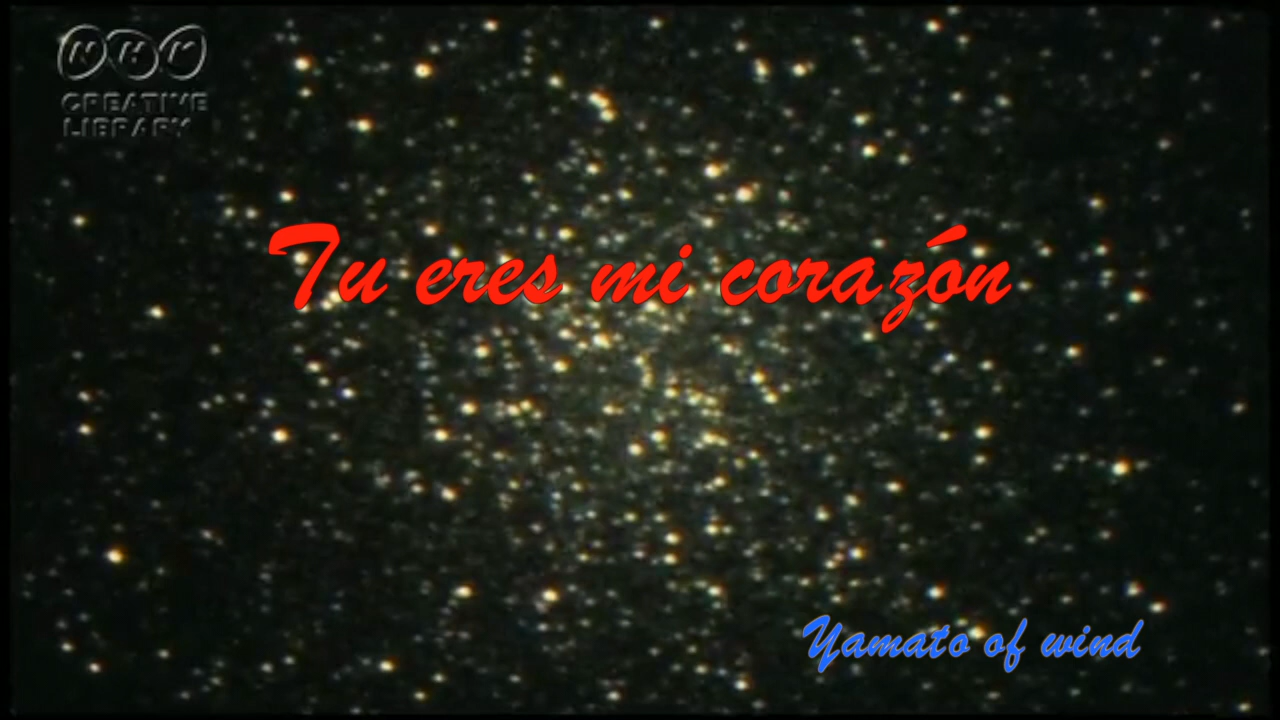 NHK
CREATIVE
LIBRARY
Tu eres mi corazón
Yamato of wind